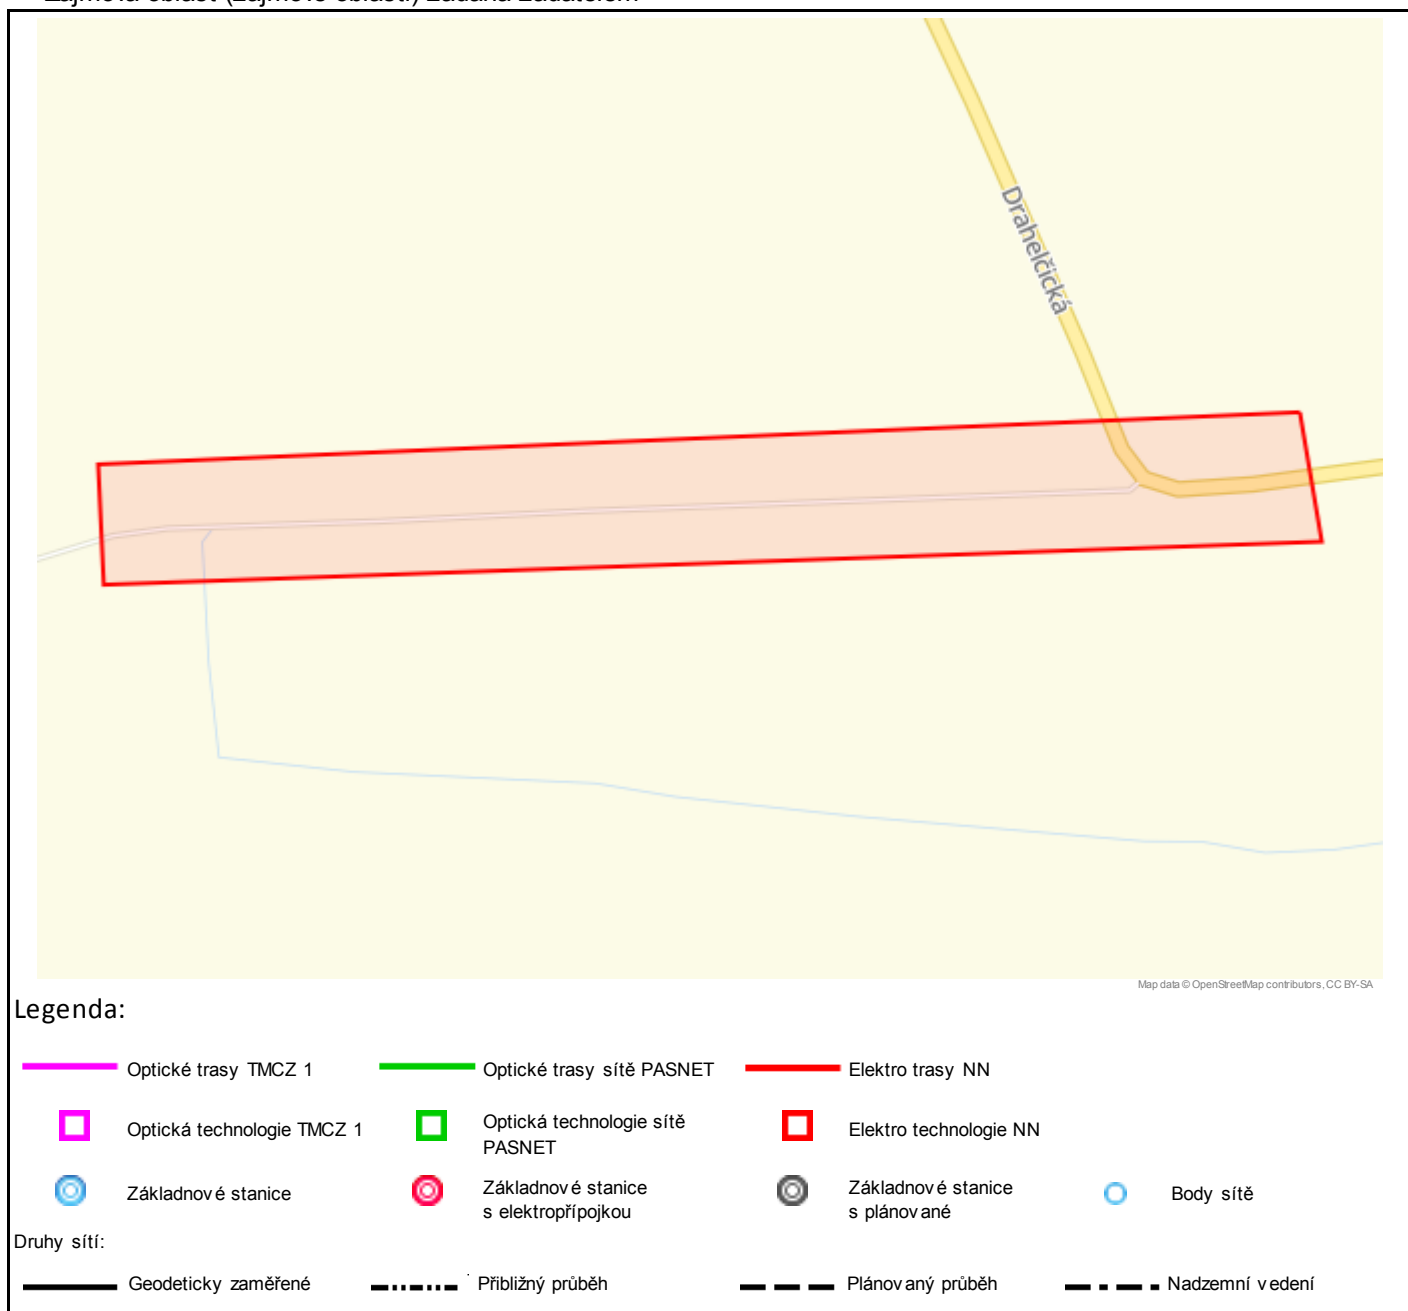 Drahelčická
Map data © OpenStreetMap contributors, CC BY-SA
Legenda:
Optické trasy TMCZ 1
Optické trasy sítě PASNET
Elektro trasy NN
Optická technologie TMCZ 1
Optická technologie sítě
PASNET
Elektro technologie NN
Základnové stanice
Základnové stanice
s elektropřípojkou
Základnové stanice
s plánované
Body sítě
Druhy sítí:
Geodeticky zaměřené
Přibližný průběh
Plánovaný průběh
Nadzemní vedení